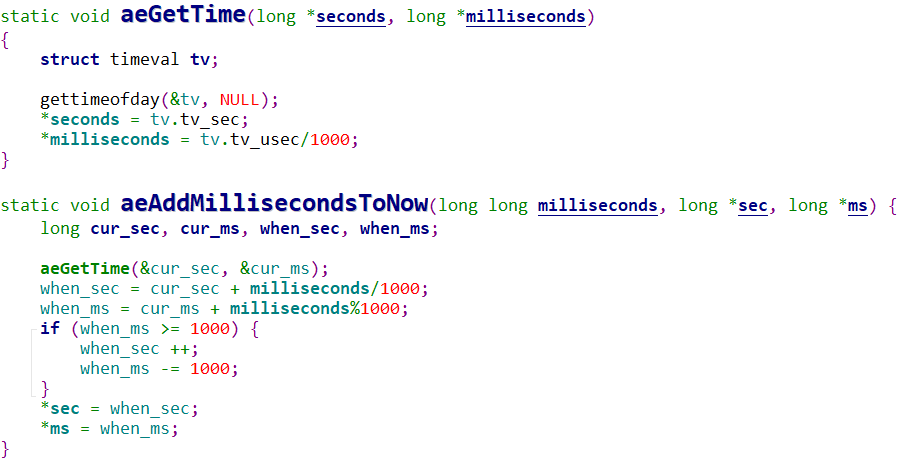 static void aeGetTime(long *seconds, long *milliseconds)
{
    struct timeval tv;

    gettimeofday(&tv, NULL);
    *seconds = tv.tv_sec;
    *milliseconds = tv.tv_usec/1000;
}

static void aeAddMillisecondsToNow(long long milliseconds, long *sec, long *ms) {
    long cur_sec, cur_ms, when_sec, when_ms;

    aeGetTime(&cur_sec, &cur_ms);
    when_sec = cur_sec + milliseconds/1000;
    when_ms = cur_ms + milliseconds%1000;
    if (when_ms >= 1000) {
        when_sec ++;
        when_ms -= 1000;
    }
    *sec = when_sec;
    *ms = when_ms;
}